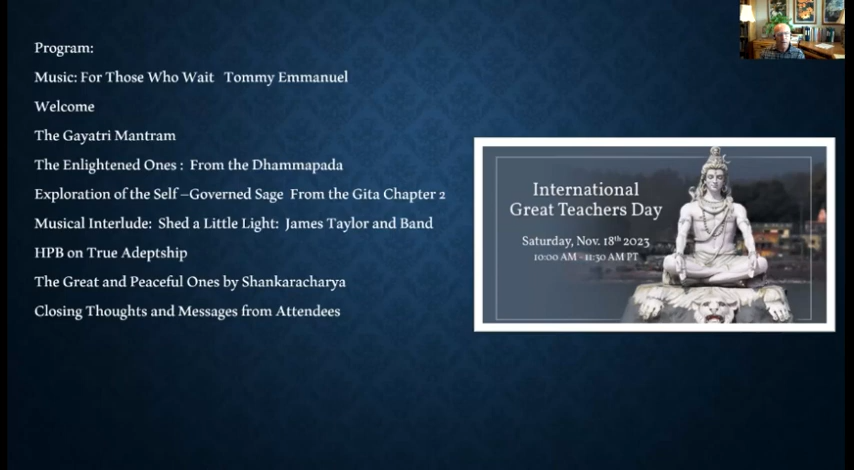 Program:
Music: For Those Who Wait Tommy Emmanuel
Welcome
The Gayatri Mantram
The Enlightened Ones : From the Dhammapada
Exploration of the Self –Governed Sage From the Gita Chapter 2
Musical Interlude: Shed a Little Light: James Taylor and Band
HPB on True Adeptship
The Great and Peaceful Ones by Shankaracharya
Closing Thoughts and Messages from Attendees
International
Great Teachers Day
Saturday, Nov. 18th 2023
10:00 AM - 11:30 AM PT